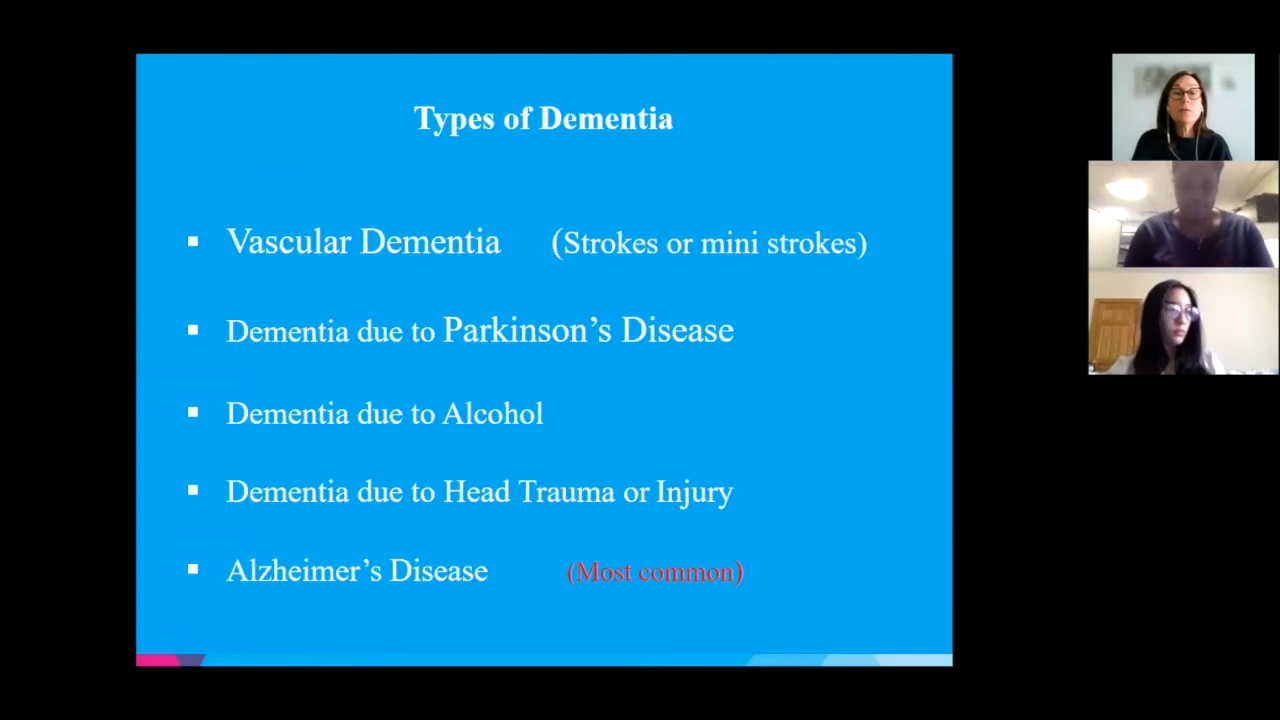 Types of Dementia
▪ Vascular Dementia (Strokes or mini strokes)
▪ Dementia due to Parkinson’s Disease
▪ Dementia due to Alcohol
▪ Dementia due to Head Trauma or Injury
▪ Alzheimer’s Disease (Most common)